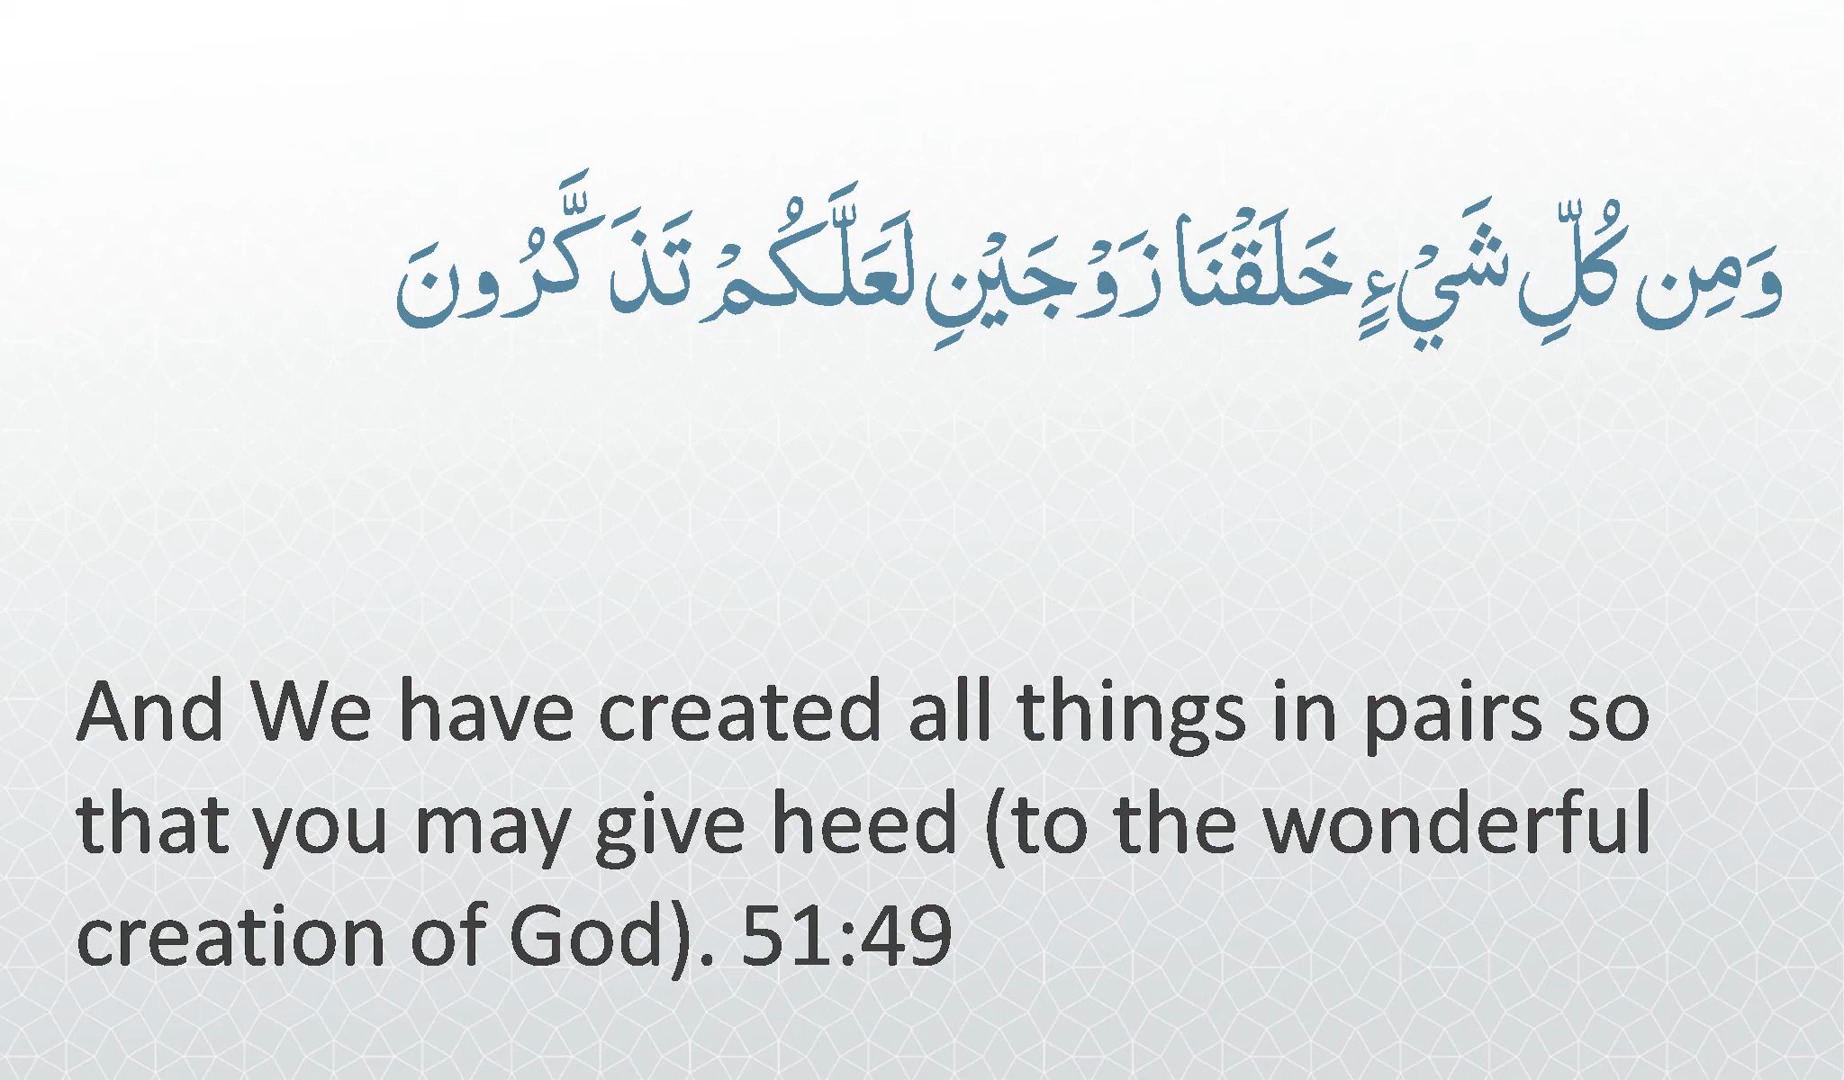 وَمِن كُلِّ شَيْءٍ خَلَقْنَا زَوْجَيْنِ لَعَلَّكُمْ تَذَكَّرُونَ
And We have created all things in pairs so
that you may give heed (to the wonderful
creation of God). 51:49